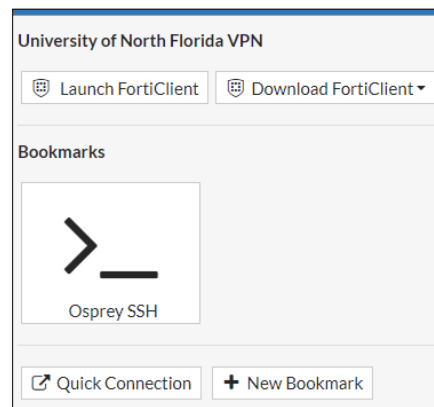 University of North Florida VPN
Launch FortiClient Download FortiClient
Bookmarks
>_
Osprey SSH
Quick Connection + New Bookmark